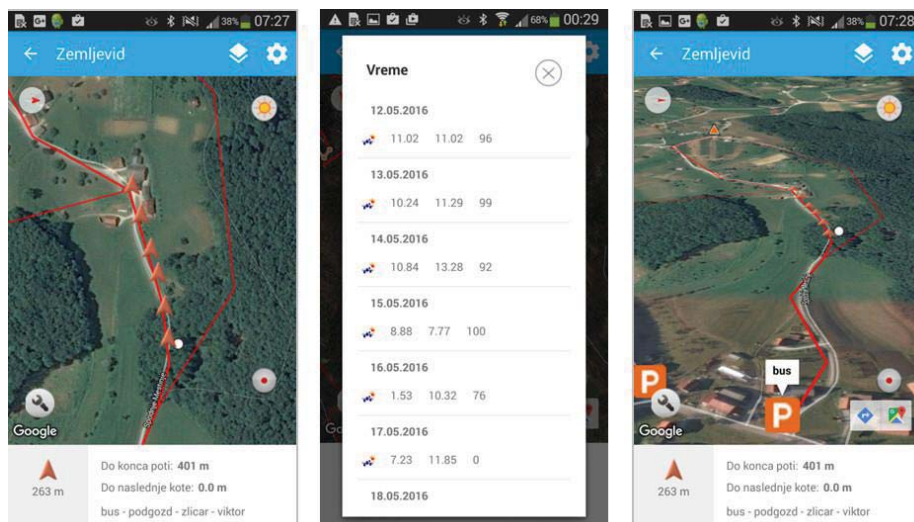 38% 07:27
Zemljevid
Google
263 m
Do konca poti: 401 m
Do naslednje kote: 0.0 m
bus - podgozd - zlicar - viktor
68% 00:29
Vreme
12.05.2016
11.02 11.02 96
13.05.2016
10.24 11.29 99
14.05.2016
10.84 13.28 92
15.05.2016
8.88 7.77 100
16.05.2016
1.53 10.32 76
17.05.2016
7.23 11.85 0
18.05.2016
38% 07:28
Zemljevid
bus
P
P
Google
263 m
Do konca poti: 401 m
Do naslednje kote: 0.0 m
bus - podgozd - zlicar - viktor